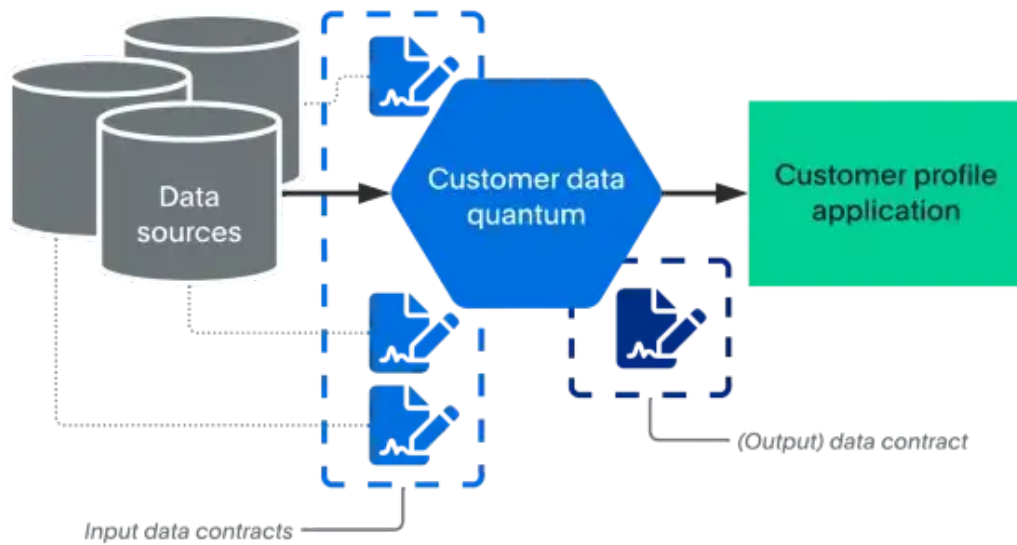 Data
sources
Customer data
quantum
Customer profile
application
(Output) data contract
Input data contracts